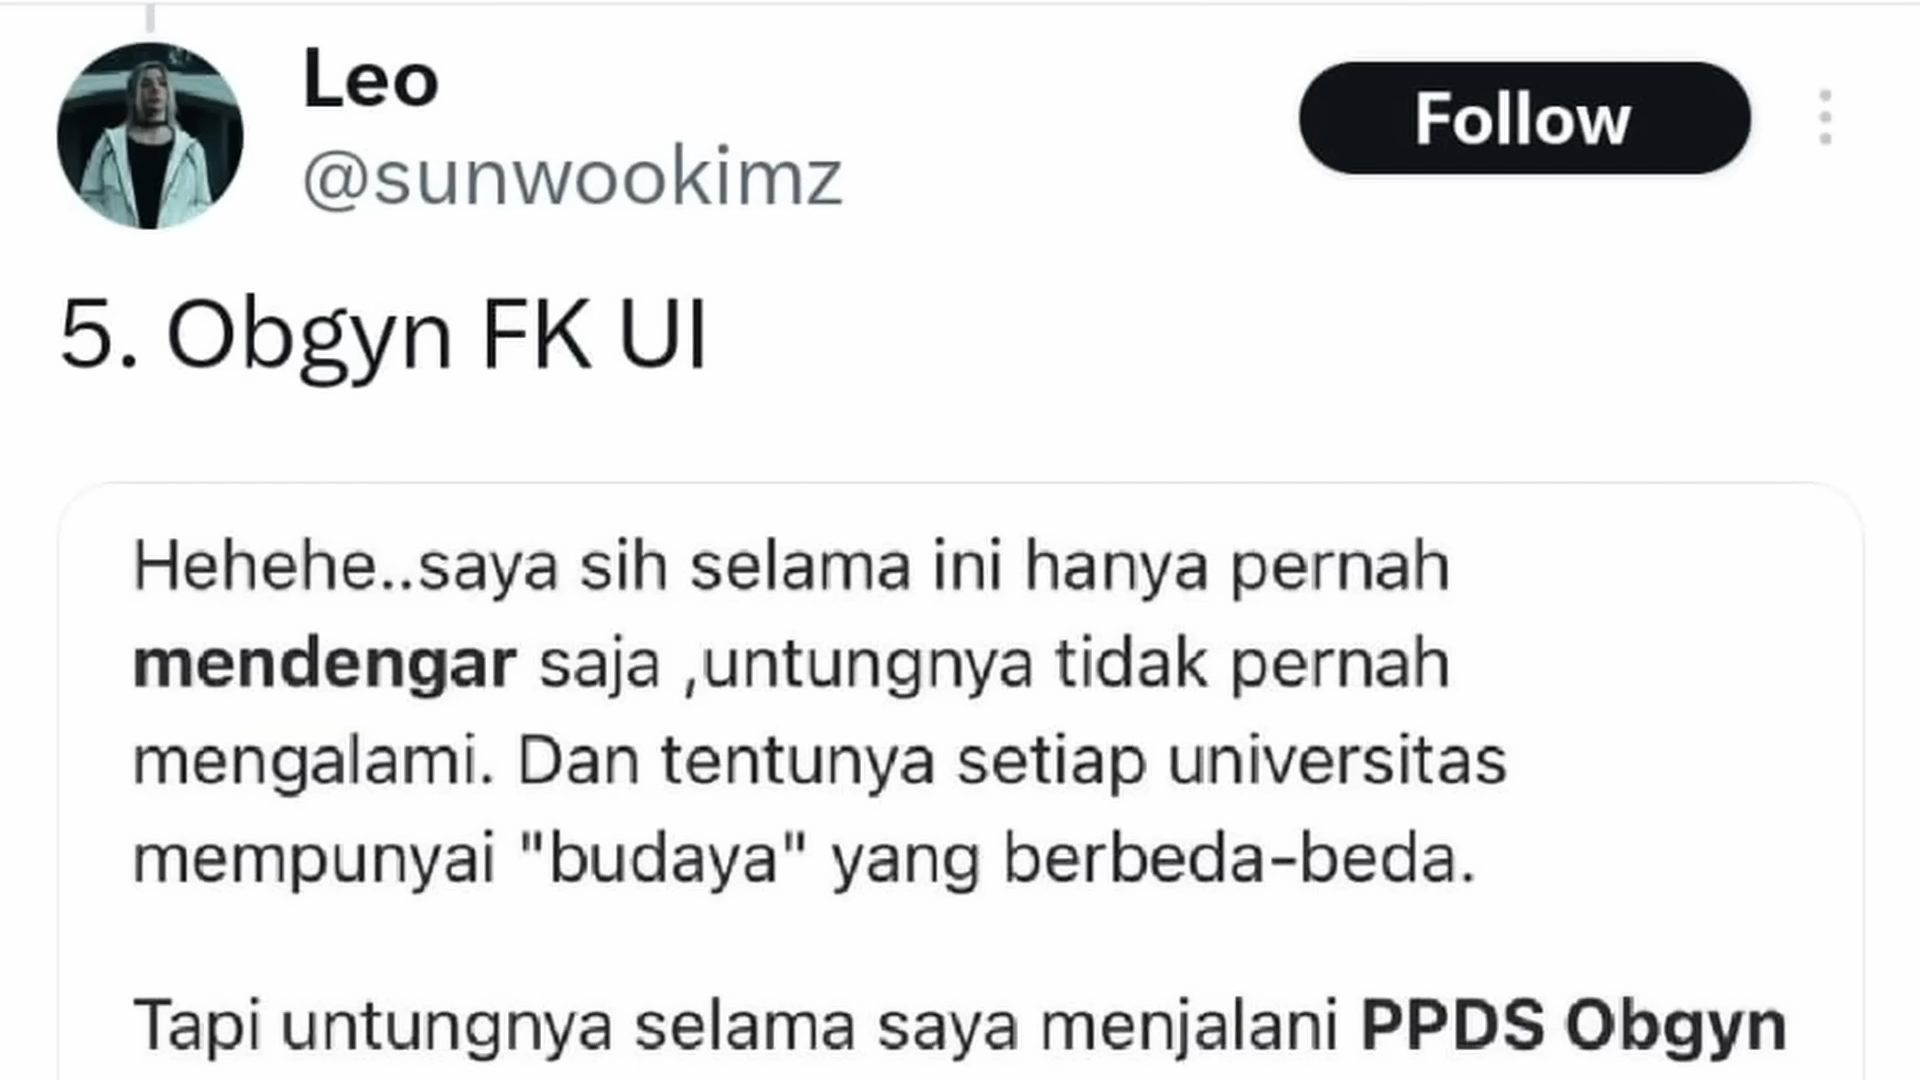 Leo
Follow
@sunwookimz
5. Obgyn FK UI
Hehehe..saya sih selama ini hanya pernah
mendengar saja ,untungnya tidak pernah
mengalami. Dan tentunya setiap universitas
mempunyai "budaya" yang berbeda-beda.
Tapi untungnya selama saya menjalani PPDS Obgyn